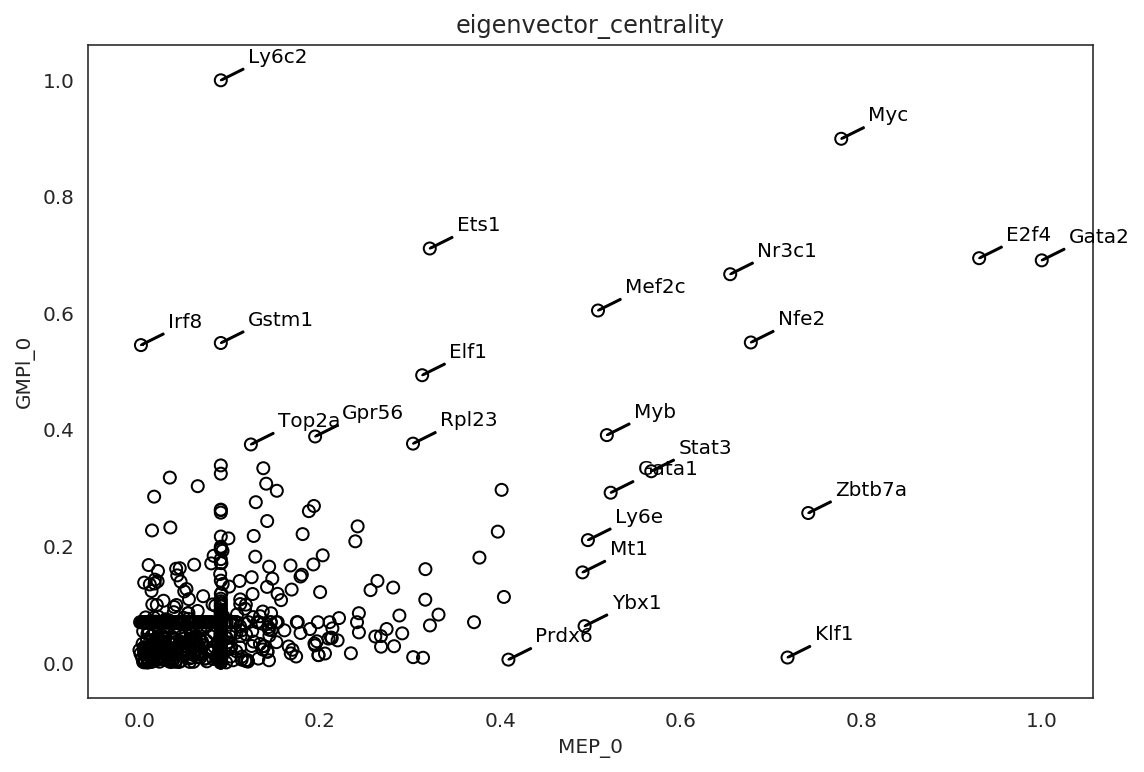 eigenvector_centrality
Ly6c2
1.0
Myc
0.8
Ets1
E2f4
Gata2
Nr3c1
Mef2c
0.6
Irf8
Gstm1
Nfe2
Elf1
GMPl_0
0.4
Top2a
Gpr56
Rpl23
Myb
Stat3
Gata1
Zbtb7a
Ly6e
0.2
Mt1
Ybx1
Prdx6
Klf1
0.0
0.0 0.2 0.4 0.6 0.8 1.0
MEP_0